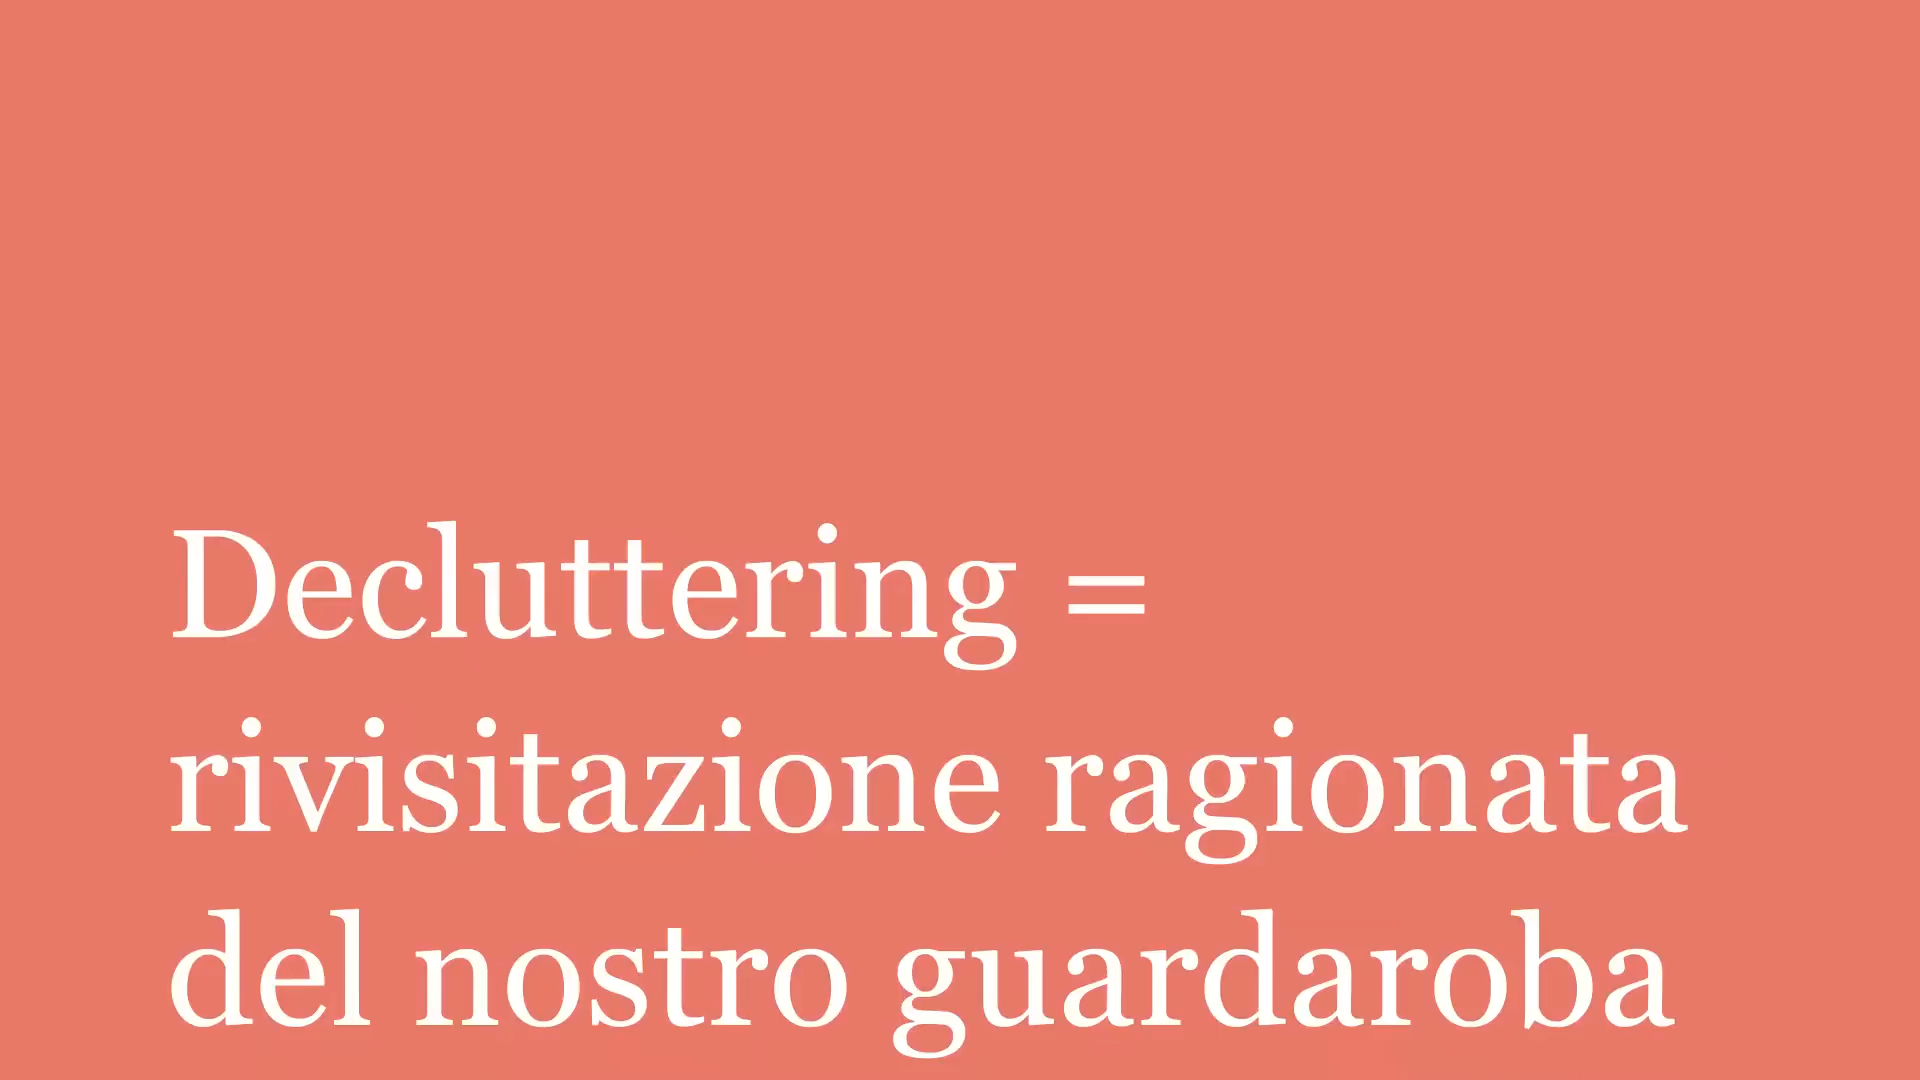 Decluttering =
rivisitazione ragionata
del nostro guardaroba